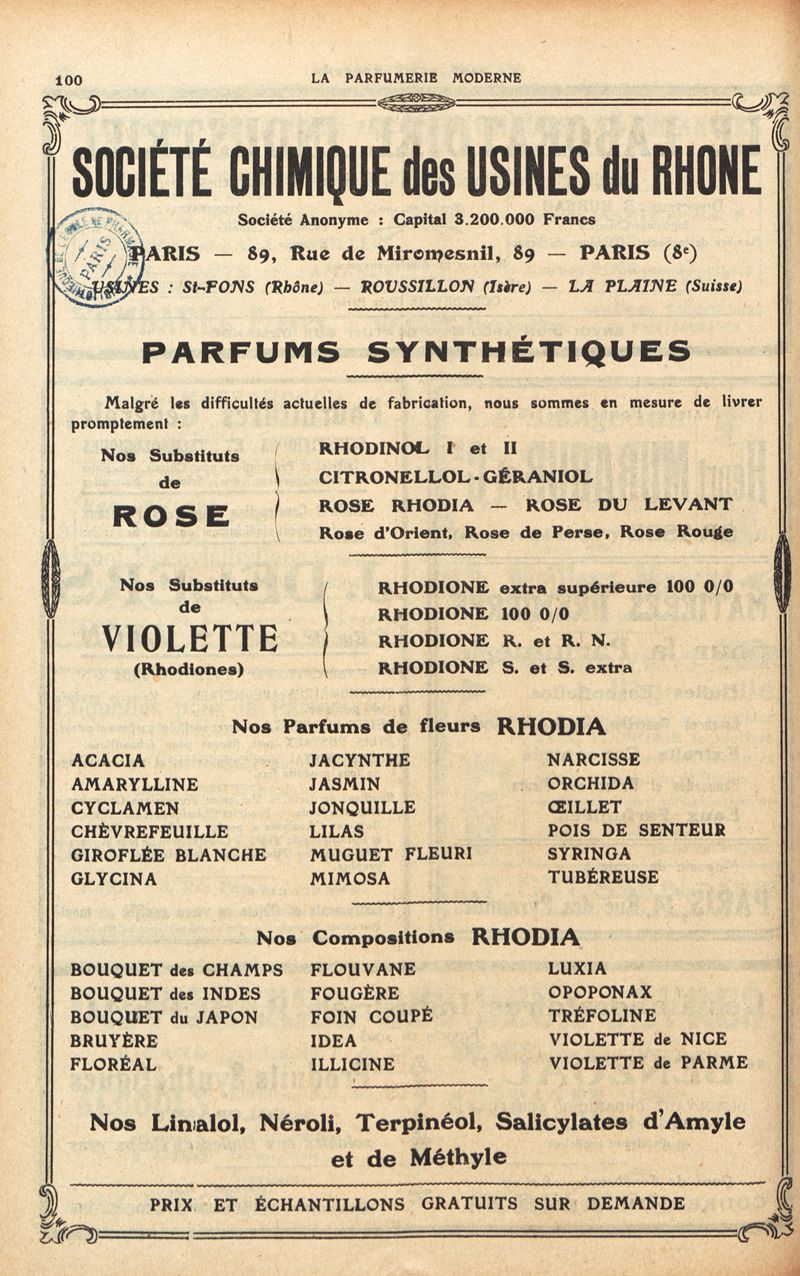 100
LA PARFUMERIE MODERNE
SOCIÉTÉ CHIMIQUE des USINES du RHONE
Société Anonyme : Capital 3.200.000 Francs
PARIS — 89, Rue de Miromesnil, 89 — PARIS (8e)
USINES : St-FONS (Rhône) — ROUSSILLON (Isère) — LA PLAINE (Suisse)
PARIS
PARFUMS SYNTHÉTIQUES
Malgré les difficultés actuelles de fabrication, nous sommes en mesure de livrer
promptement :
Nos Substituts
de
ROSE
RHODINOL I et II
CITRONELLOL-GÉRANIOL
ROSE RHODIA — ROSE DU LEVANT
Rose d'Orient, Rose de Perse, Rose Rouge
Nos Substituts
de
VIOLETTE
(Rhodiones)
RHODIONE extra supérieure 100 0/0
RHODIONE 100 0/0
RHODIONE R. et R. N.
RHODIONE S. et S. extra
Nos Parfums de fleurs RHODIA
ACACIA JACYNTHE NARCISSE
AMARYLLINE JASMIN ORCHIDA
CYCLAMEN JONQUILLE ŒILLET
CHÈVREFEUILLE LILAS POIS DE SENTEUR
GIROFLÉE BLANCHE MUGUET FLEURI SYRINGA
GLYCINA MIMOSA TUBÉREUSE
Nos Compositions RHODIA
BOUQUET des CHAMPS FLOUVANE LUXIA
BOUQUET des INDES FOUGÈRE OPOPONAX
BOUQUET du JAPON FOIN COUPÉ TRÉFOLINE
BRUYÈRE IDEA VIOLETTE de NICE
FLORÉAL ILLICINE VIOLETTE de PARME
Nos Linalol, Néroli, Terpinéol, Salicylates d'Amyle
et de Méthyle
PRIX ET ÉCHANTILLONS GRATUITS SUR DEMANDE